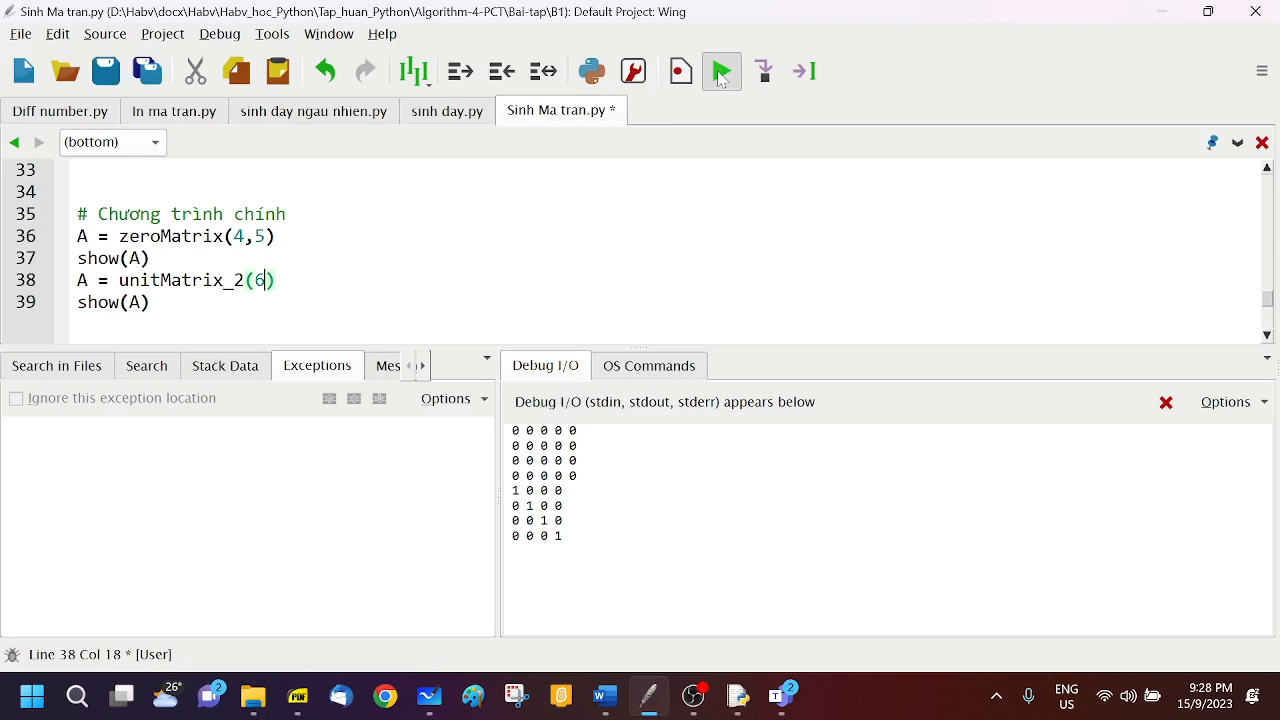 Sinh Ma tran.py (D:\Habv\docx\Habv\Habv_hoc_Python\Tap_huan_Python\Algorithm-4-PCT\Bai-tap\B1): Default Project: Wing
File Edit Source Project Debug Tools Window Help
Diff number.py In ma tran.py sinh day ngau nhien.py sinh day.py Sinh Ma tran.py *
(bottom)
33
34
35 # Chương trình chính
36 A = zeroMatrix(4,5)
37 show(A)
38 A = unitMatrix_2(6)
39 show(A)
Search in Files Search Stack Data Exceptions Mes
Debug I/O OS Commands
Ignore this exception location Options
Debug I/O (stdin, stdout, stderr) appears below Options
0 0 0 0 0
0 0 0 0 0
0 0 0 0 0
0 0 0 0 0
1 0 0 0
0 1 0 0
0 0 1 0
0 0 0 1
Line 38 Col 18 * [User]
26° 2 PDF 2
ENG
US
9:28 PM
15/9/2023